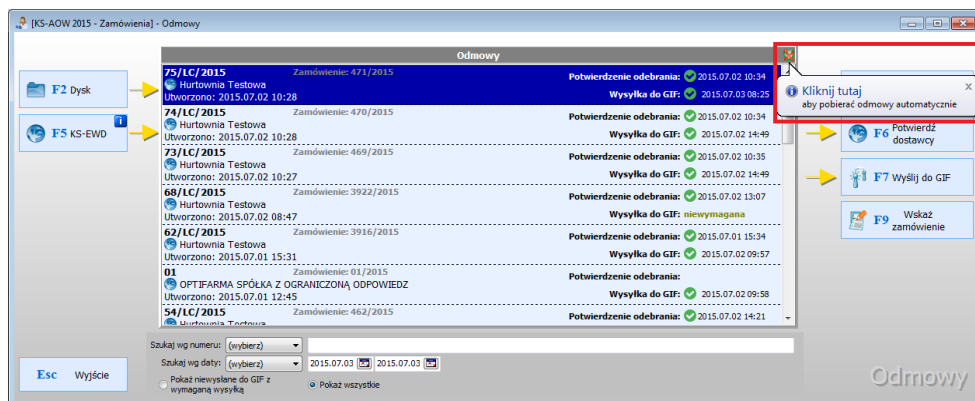 [KS-AOW 2015 - Zamówienia] - Odmowy
Odmowy
F2 Dysk
F5 KS-EWD
75/LC/2015 Zamówienie: 471/2015
Hurtownia Testowa
Utworzono: 2015.07.02 10:28
Potwierdzenie odebrania: 2015.07.02 10:34
Wysyłka do GIF: 2015.07.03 08:25
74/LC/2015 Zamówienie: 470/2015
Hurtownia Testowa
Utworzono: 2015.07.02 10:28
Potwierdzenie odebrania: 2015.07.02 10:34
Wysyłka do GIF: 2015.07.02 14:49
73/LC/2015 Zamówienie: 469/2015
Hurtownia Testowa
Utworzono: 2015.07.02 10:27
Potwierdzenie odebrania: 2015.07.02 10:35
Wysyłka do GIF: 2015.07.02 14:49
68/LC/2015 Zamówienie: 3922/2015
Hurtownia Testowa
Utworzono: 2015.07.02 08:47
Potwierdzenie odebrania: 2015.07.02 13:07
Wysyłka do GIF: niewymagana
62/LC/2015 Zamówienie: 3916/2015
Hurtownia Testowa
Utworzono: 2015.07.01 15:31
Potwierdzenie odebrania: 2015.07.01 15:34
Wysyłka do GIF: 2015.07.02 09:57
01 Zamówienie: 01/2015
OPTIFARMA SPÓŁKA Z OGRANICZONĄ ODPOWIEDZ
Utworzono: 2015.07.01 12:45
Potwierdzenie odebrania:
Wysyłka do GIF: 2015.07.02 09:58
54/LC/2015 Zamówienie: 462/2015
Hurtownia Testowa
Potwierdzenie odebrania: 2015.07.02 14:21
Kliknij tutaj
aby pobierać odmowy automatycznie
F6 Potwierdź
dostawcy
F7 Wyślij do GIF
F9 Wskaż
zamówienie
Szukaj wg numeru: (wybierz)
Szukaj wg daty: (wybierz) 2015.07.03 2015.07.03
Pokaż niewysłane do GIF z
wymaganą wysyłką
Pokaż wszystkie
Esc Wyjście
Odmowy